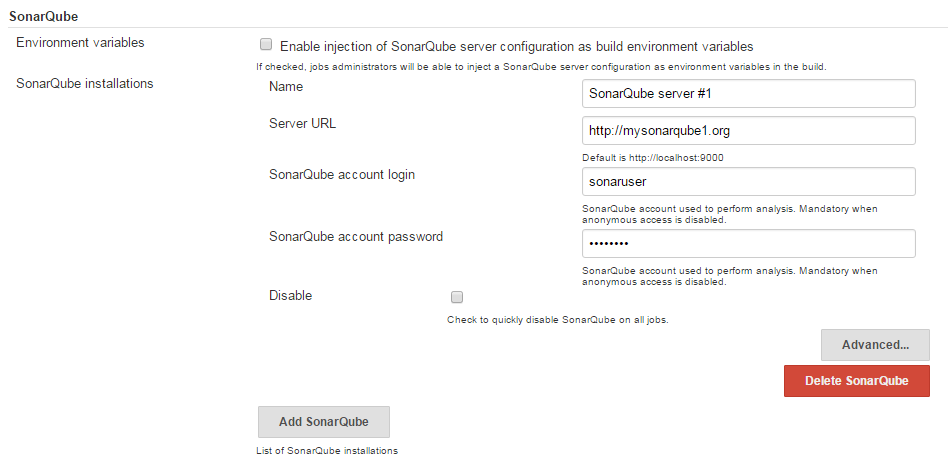 SonarQube
Environment variables
Enable injection of SonarQube server configuration as build environment variables
If checked, jobs administrators will be able to inject a SonarQube server configuration as environment variables in the build.
SonarQube installations
Name
SonarQube server #1
Server URL
http://mysonarqube1.org
Default is http://localhost:9000
SonarQube account login
sonaruser
SonarQube account used to perform analysis. Mandatory when
anonymous access is disabled.
SonarQube account password
••••••••
SonarQube account used to perform analysis. Mandatory when
anonymous access is disabled.
Disable
Check to quickly disable SonarQube on all jobs.
Advanced...
Delete SonarQube
Add SonarQube
List of SonarQube installations